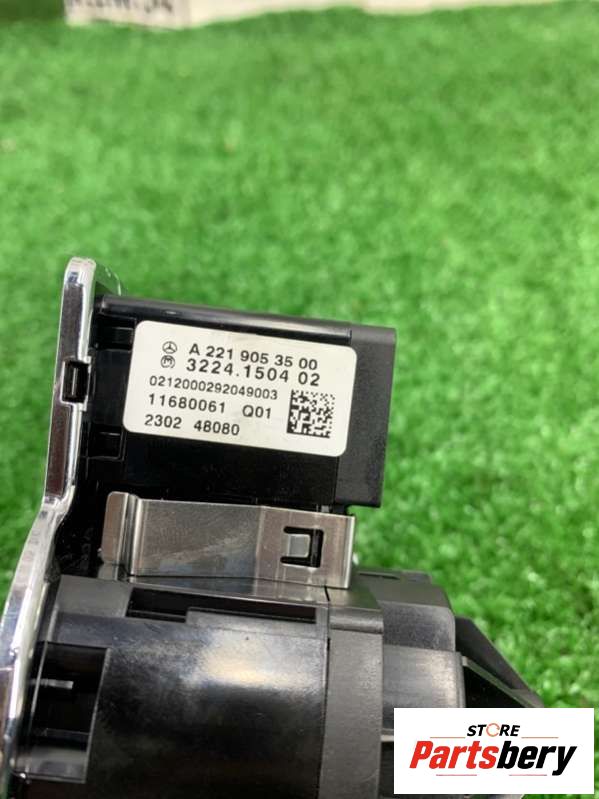 A 221 905 35 00
3224.1504 02
0212000292049003
11680061 Q01
2302 48080
STORE
Partsbery